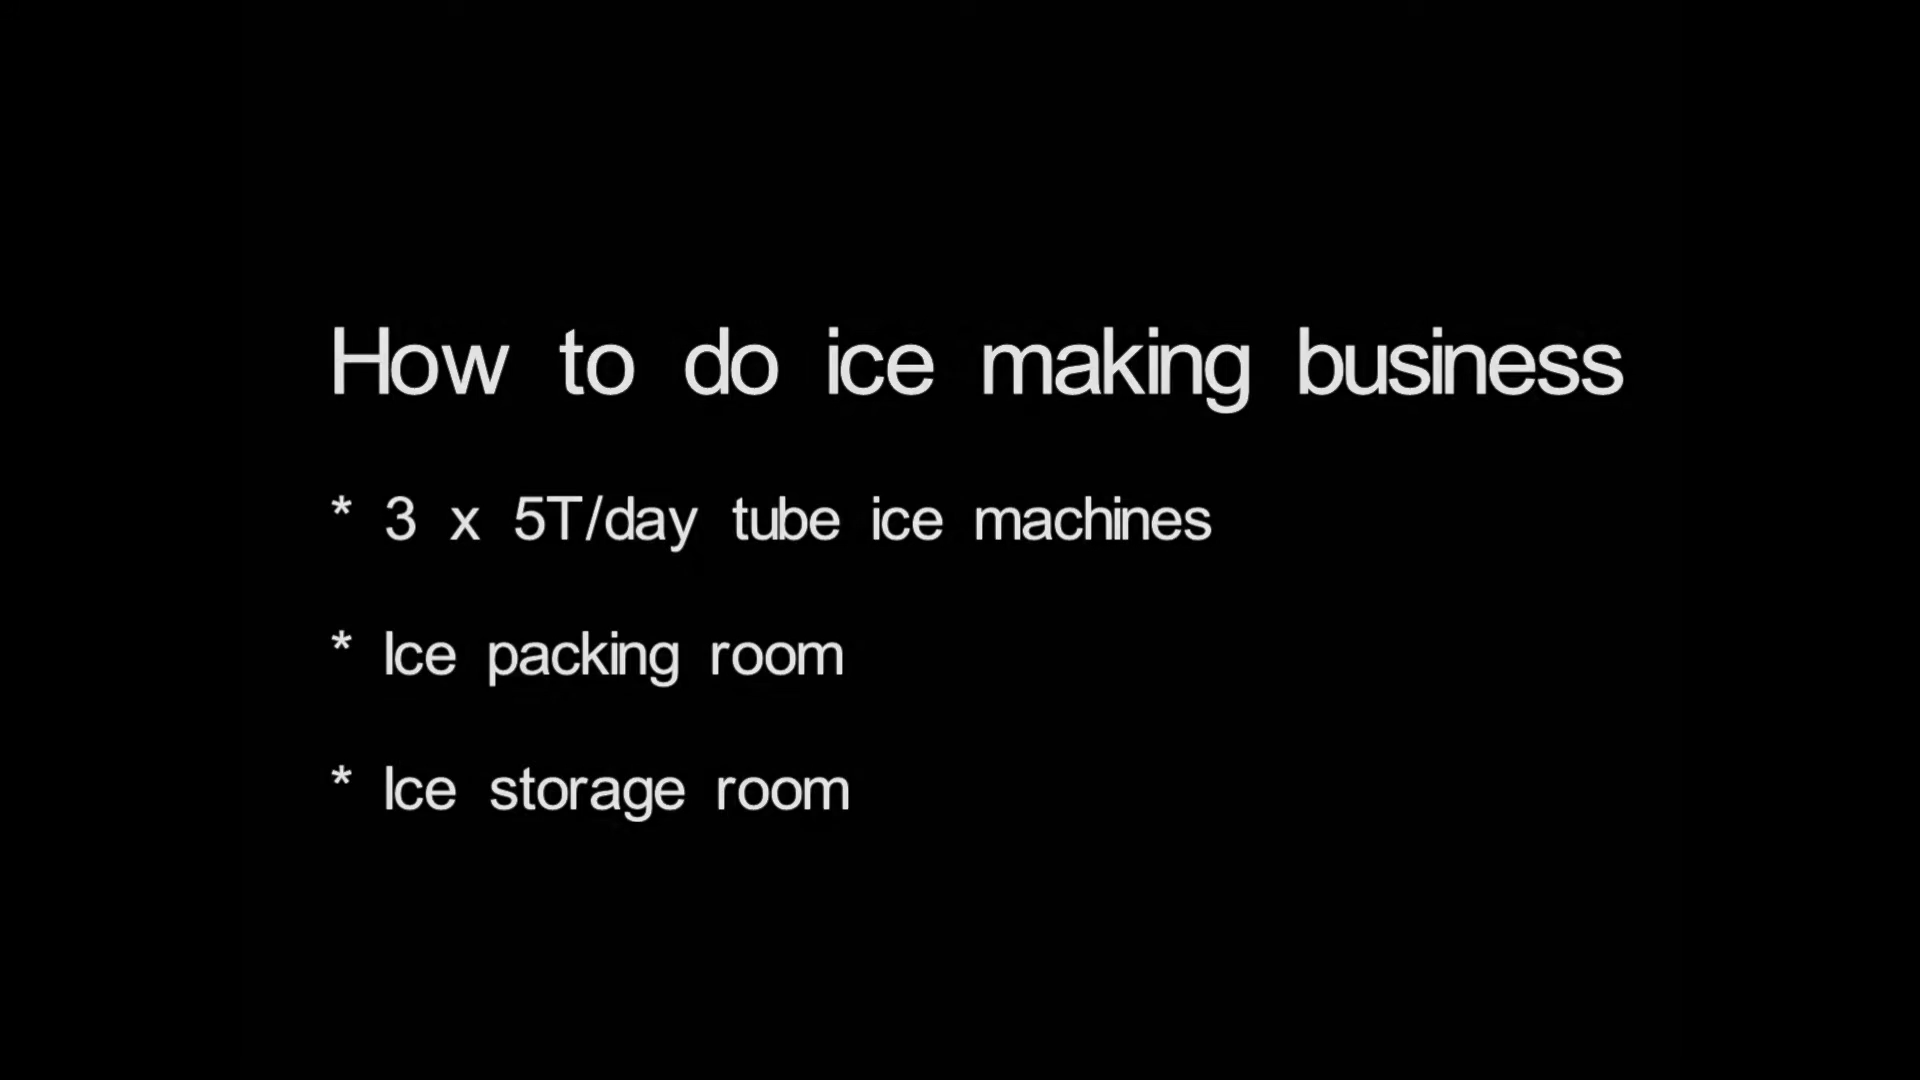 How to do ice making business
* 3 x 5T/day tube ice machines
* Ice packing room
* Ice storage room